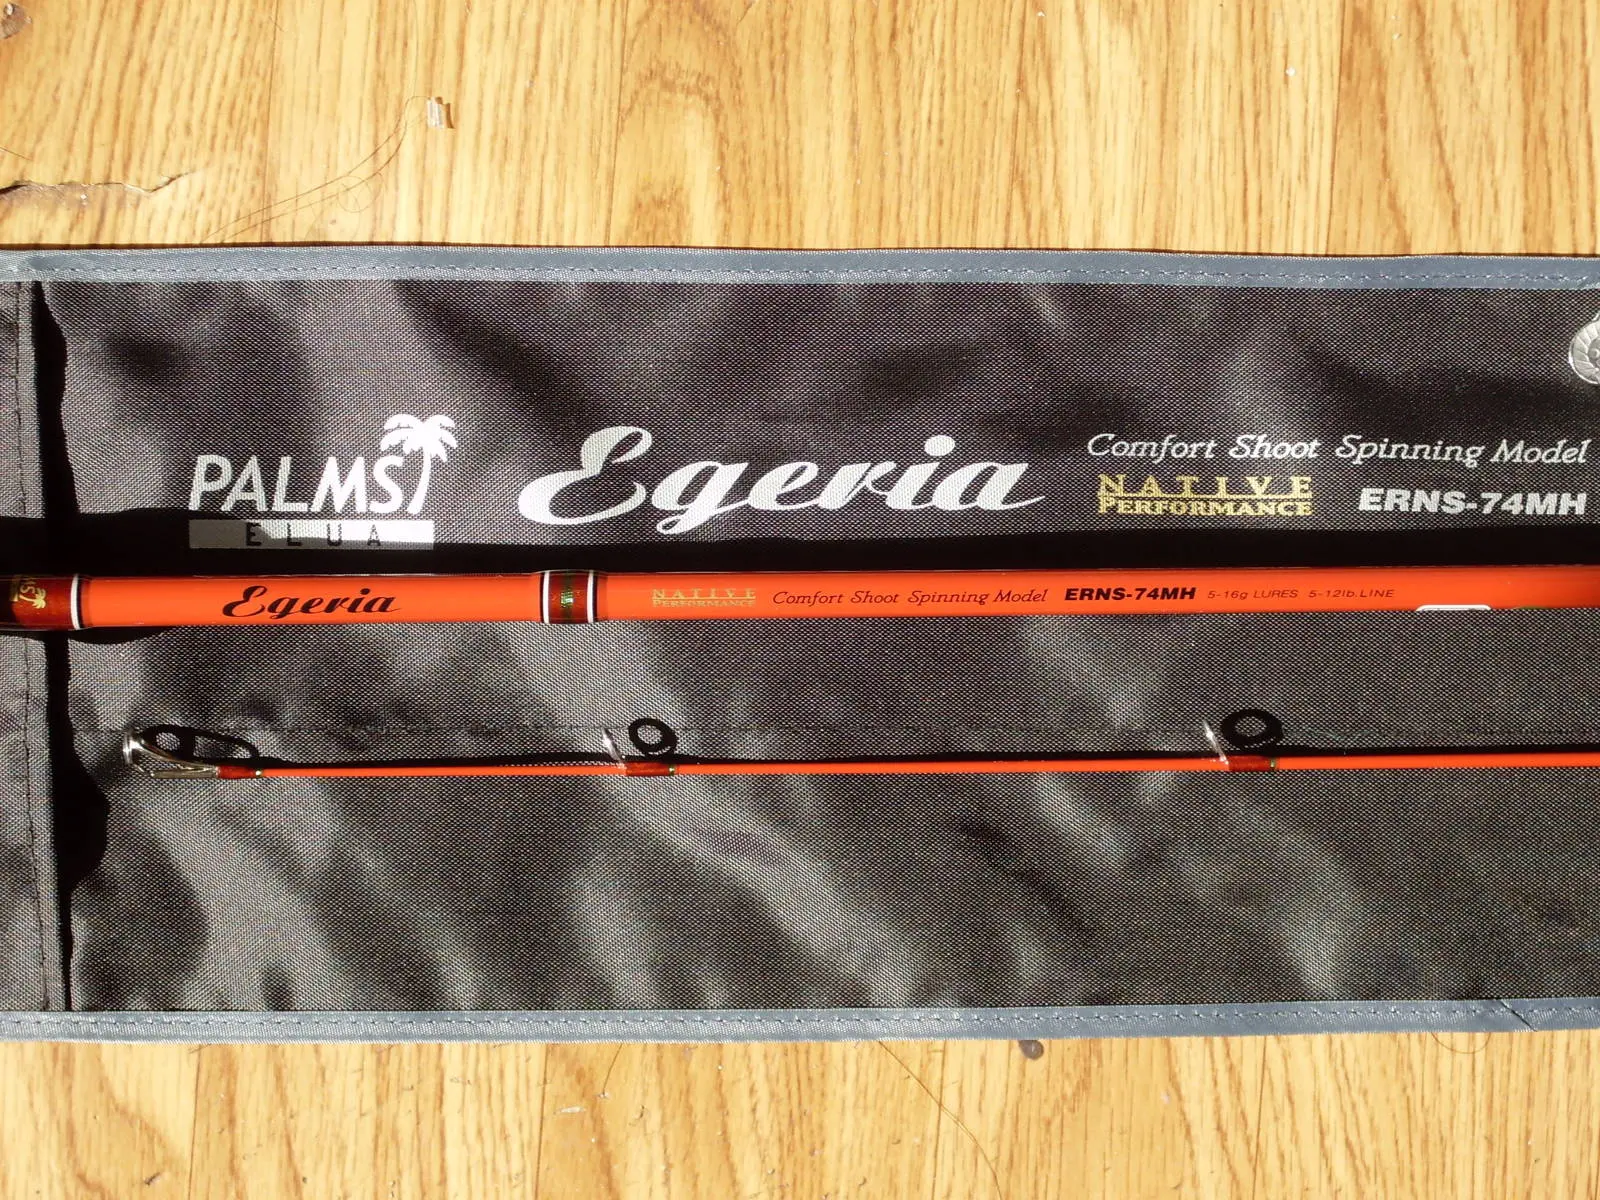 PALMS
ELUA
Egeria
Comfort Shoot Spinning Model
NATIVE
PERFORMANCE
ERNS-74MH
Egeria
NATIVE
PERFORMANCE
Comfort Shoot Spinning Model ERNS-74MH 5-16g LURES 5-12lb.LINE